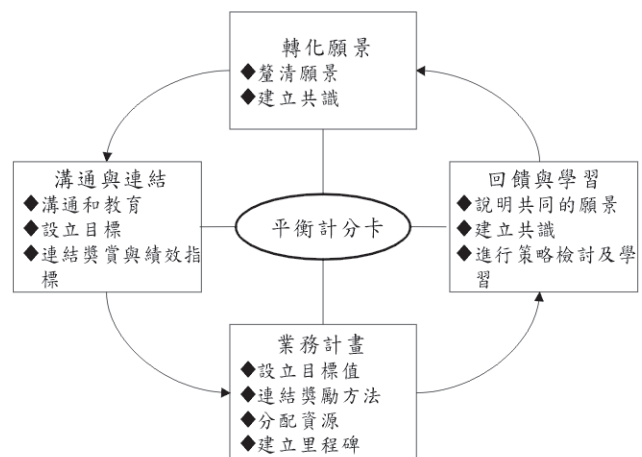 轉化願景
◆釐清願景
◆建立共識
溝通與連結
◆溝通和教育
◆設立目標
◆連結獎賞與績效指
標
平衡計分卡
回饋與學習
◆說明共同的願景
◆建立共識
◆進行策略檢討及學
習
業務計畫
◆設立目標值
◆連結獎勵方法
◆分配資源
◆建立里程碑